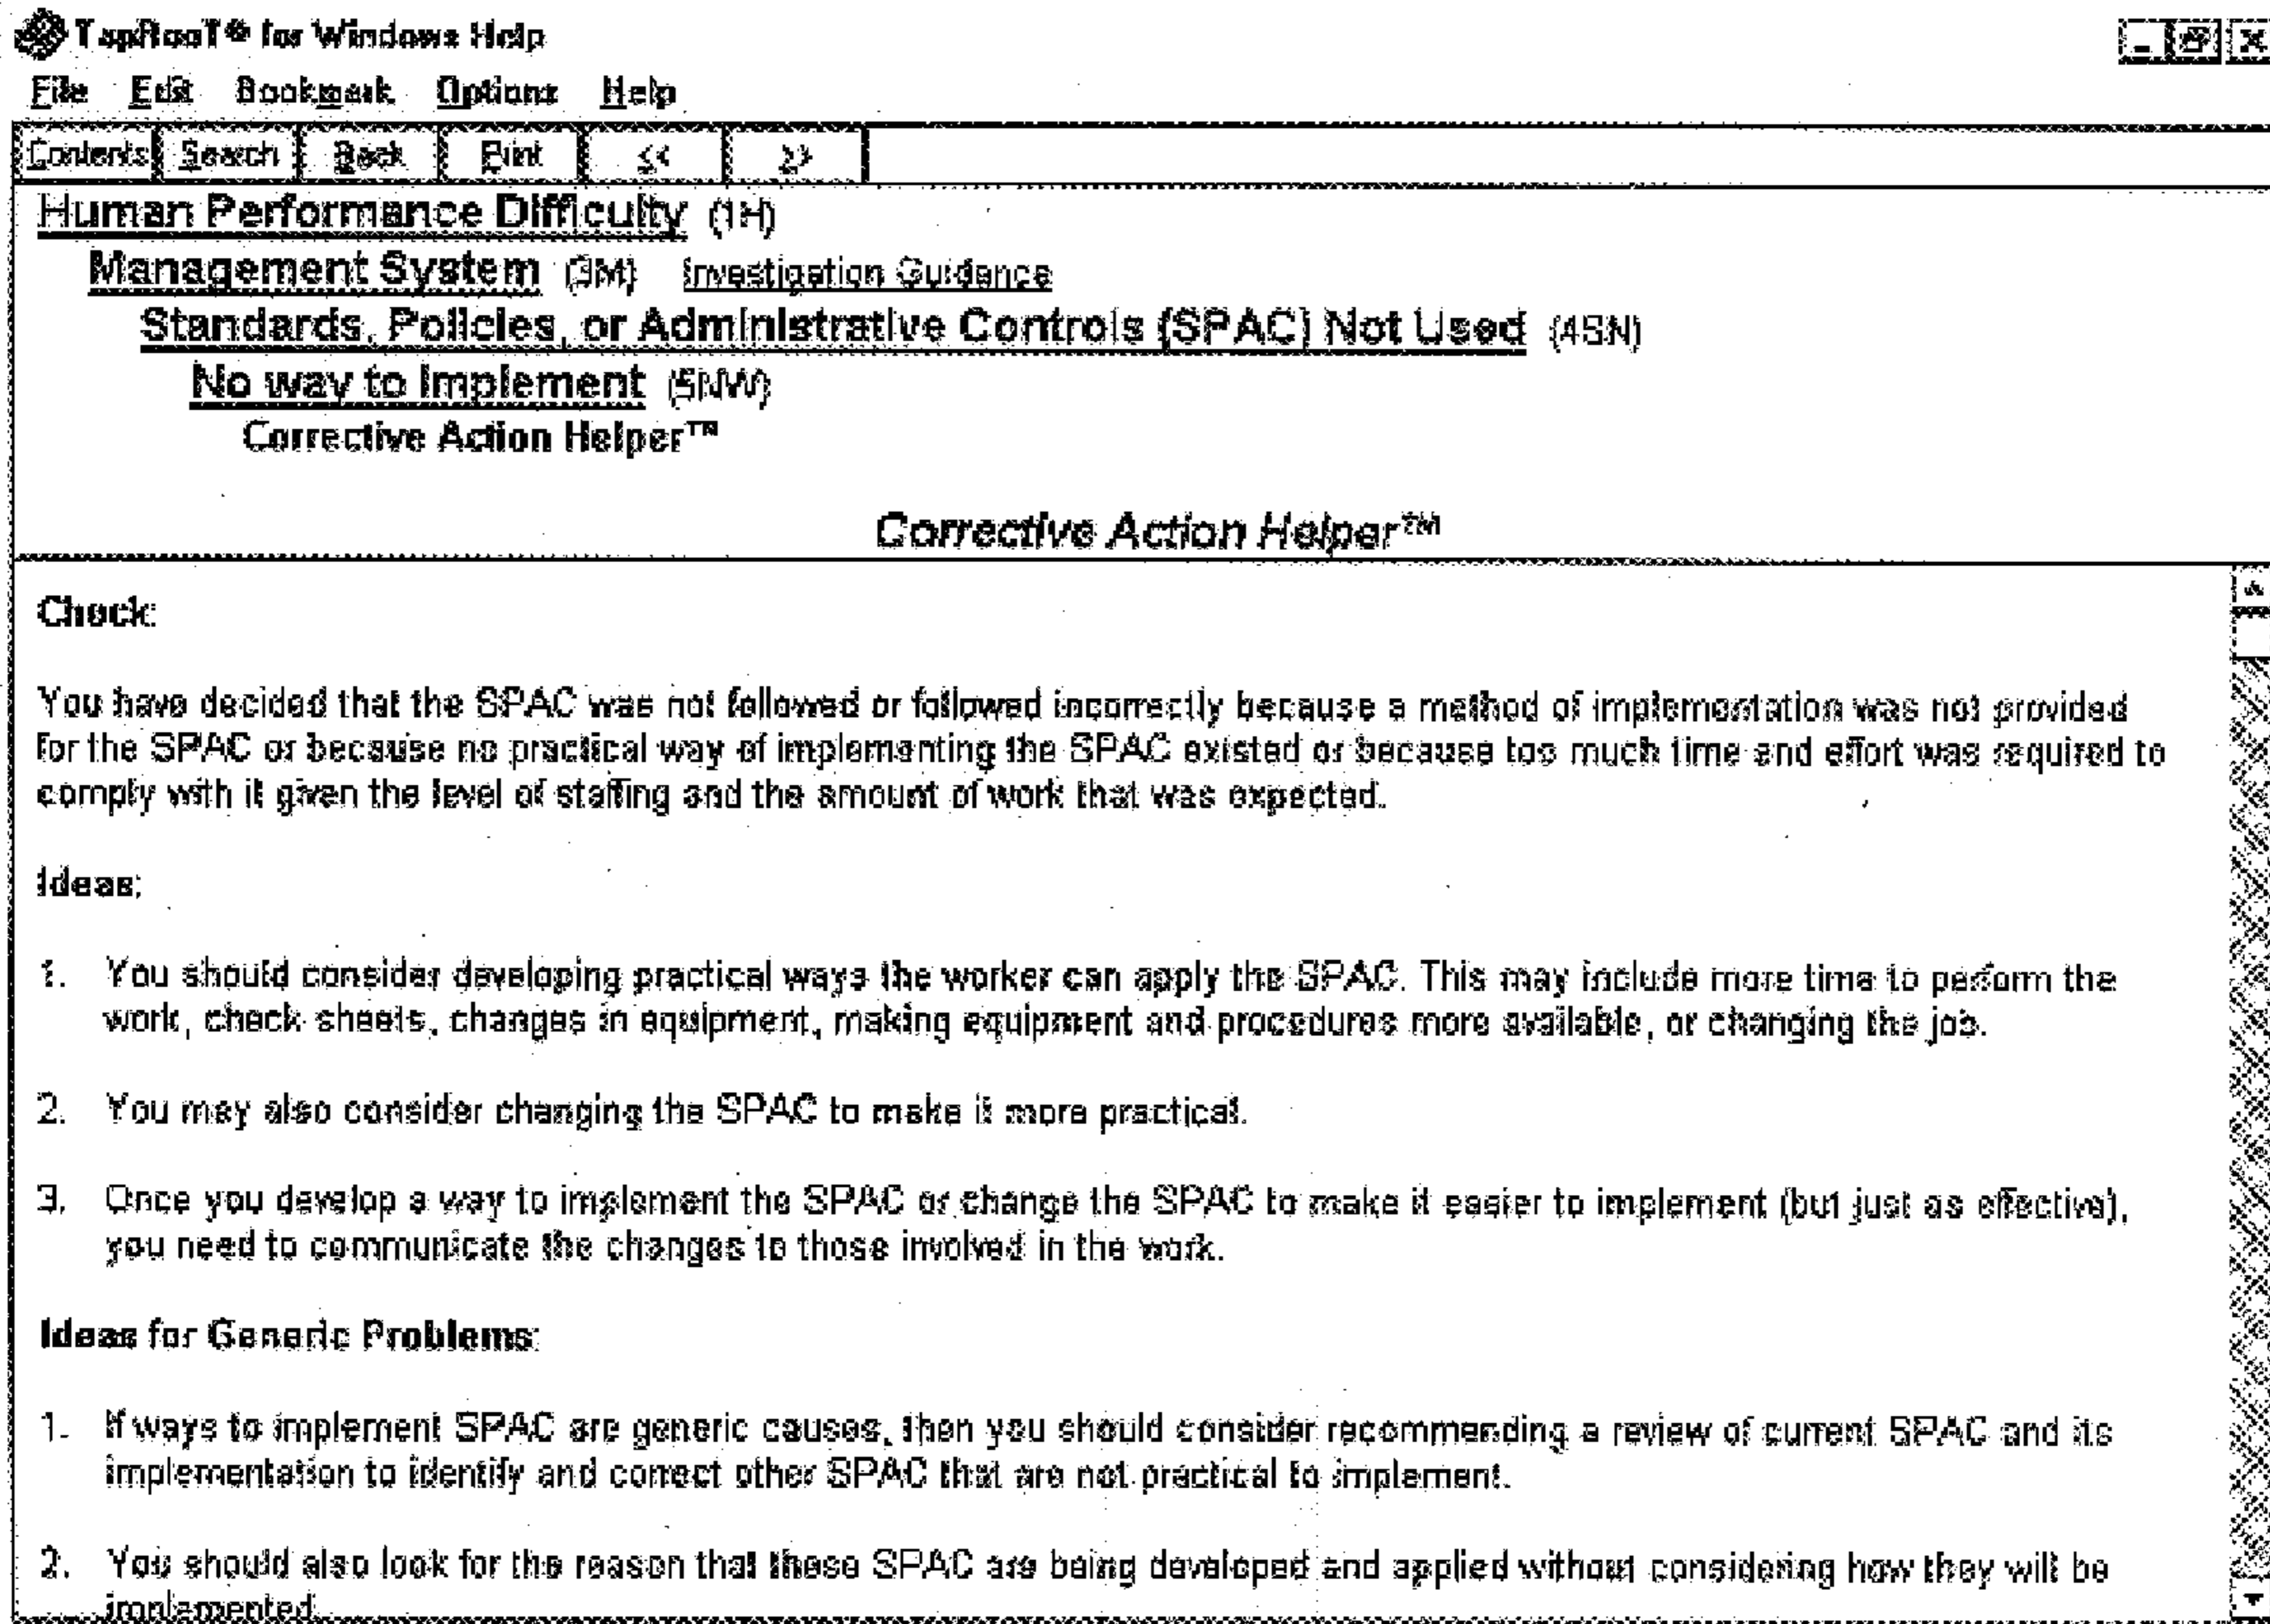 TapRooT® for Windows Help
File Edit Bookmark Options Help
Contents Search Back Print << >>
Human Performance Difficulty (1H)
Management System (3M) Investigation Guidance
Standards, Policies, or Administrative Controls (SPAC) Not Used (4SN)
No way to Implement (5NW)
Corrective Action Helper™
Corrective Action Helper™
Check:
You have decided that the SPAC was not followed or followed incorrectly because a method of implementation was not provided
for the SPAC or because no practical way of implementing the SPAC existed or because too much time and effort was required to
comply with it given the level of staffing and the amount of work that was expected.
Ideas:
1. You should consider developing practical ways the worker can apply the SPAC. This may include more time to perform the
work, check sheets, changes in equipment, making equipment and procedures more available, or changing the job.
2. You may also consider changing the SPAC to make it more practical.
3. Once you develop a way to implement the SPAC or change the SPAC to make it easier to implement (but just as effective),
you need to communicate the changes to those involved in the work.
Ideas for Generic Problems:
1. If ways to implement SPAC are generic causes, then you should consider recommending a review of current SPAC and its
implementation to identify and correct other SPAC that are not practical to implement.
2. You should also look for the reason that these SPAC are being developed and applied without considering how they will be
implemented.